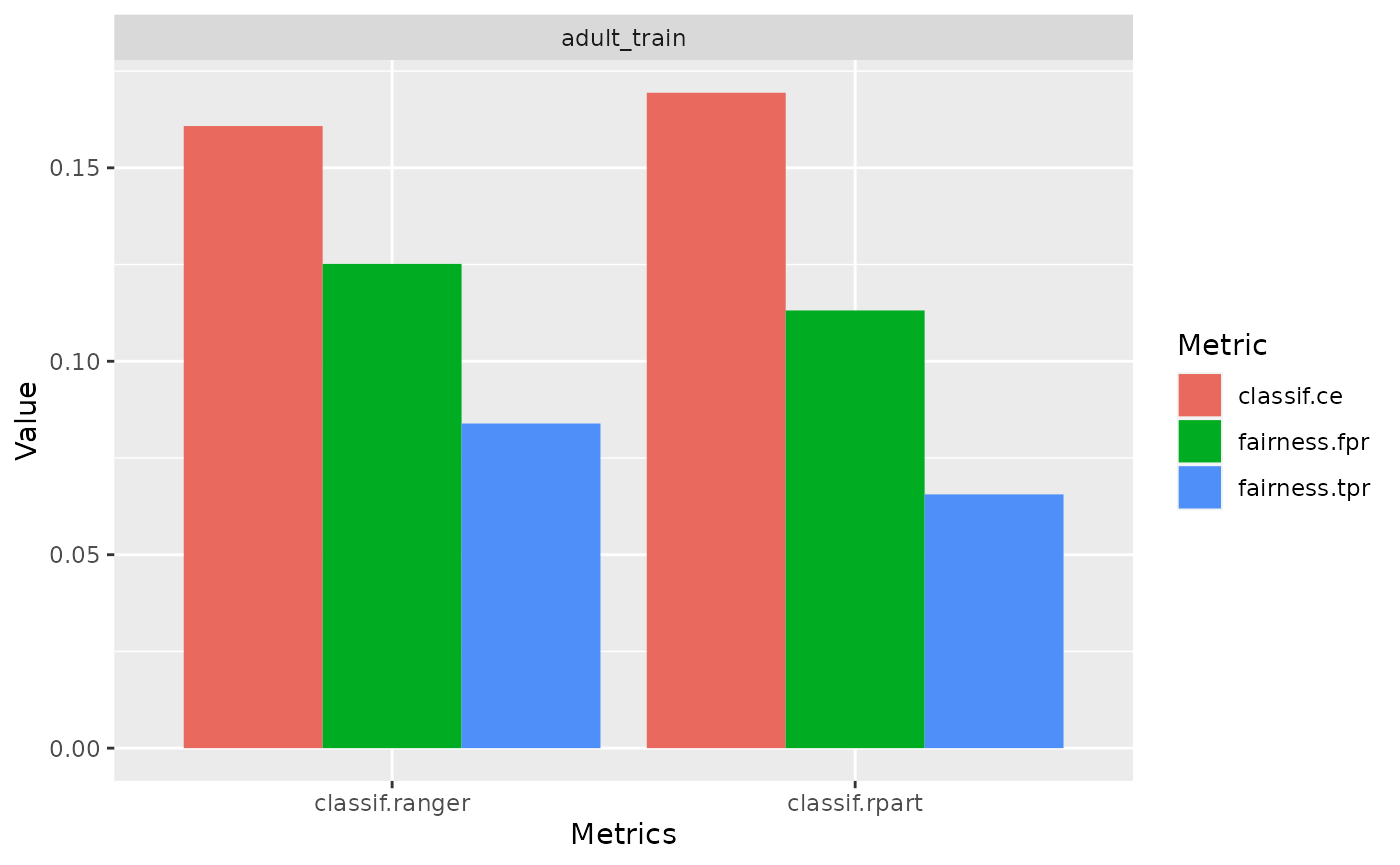 adult_train
0.15
0.10
0.05
0.00
Value
classif.ranger
classif.rpart
Metrics
Metric
classif.ce
fairness.fpr
fairness.tpr